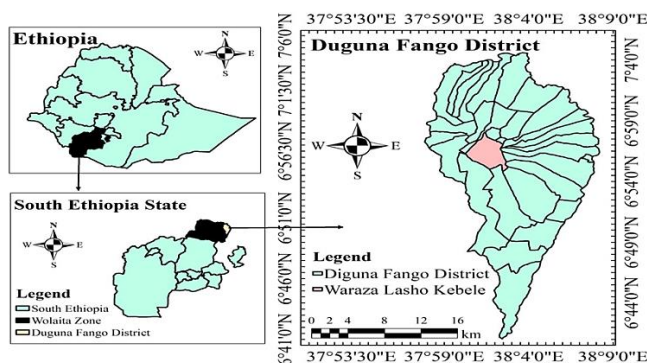 Ethiopia
N
W E
S
South Ethiopia State
N
W E
S
Legend
South Ethiopia
Wolaita Zone
Duguna Fango District
37°53'30"E 37°59'0"E 38°4'0"E 38°9'0"E
Duguna Fango District
N
W E
S
7°6'0"N
7°1'30"N
6°56'30"N
6°51'0"N
6°46'0"N
6°41'0"N
7°4'0"N
6°59'0"N
6°54'0"N
6°49'0"N
6°44'0"N
Legend
Diguna Fango District
Waraza Lasho Kebele
0 2 4 8 12 16
km
37°53'30"E 37°59'0"E 38°4'0"E 38°9'0"E